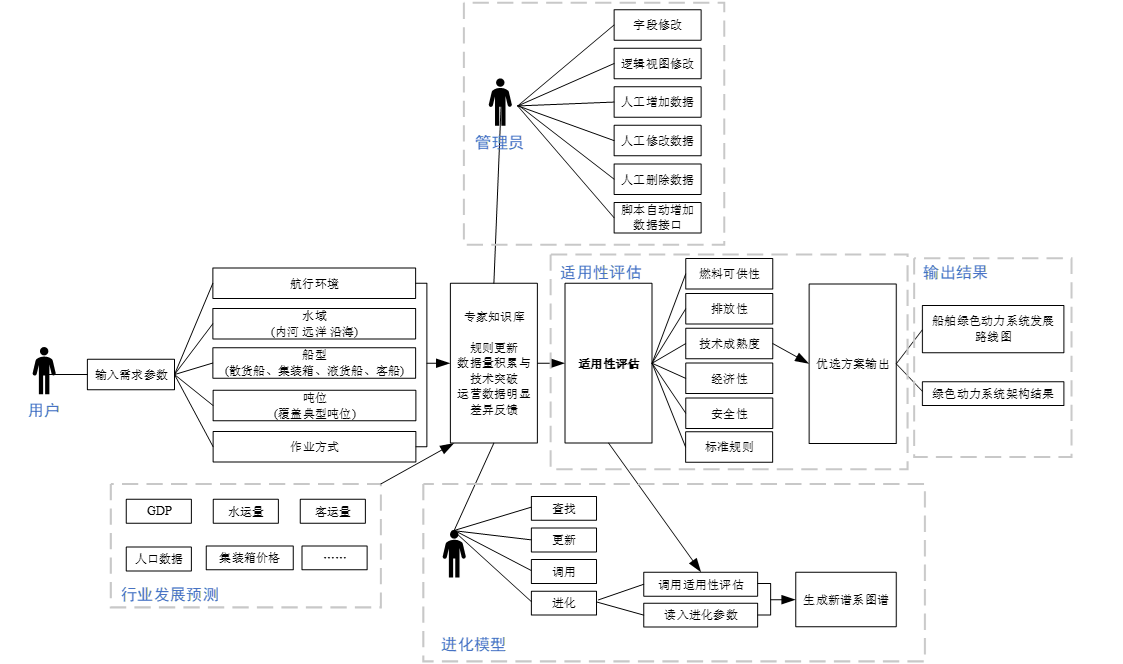 字段修改
逻辑视图修改
人工增加数据
人工修改数据
人工删除数据
脚本自动增加
数据接口
管理员
用户
输入需求参数
航行环境
水域
(内河 远洋 沿海)
船型
(散货船、集装箱、液货船、客船)
吨位
(覆盖典型吨位)
作业方式
专家知识库
规则更新
数据量积累与
技术突破
运营数据明显
差异反馈
适用性评估
适用性评估
燃料可供性
排放性
技术成熟度
经济性
安全性
标准规则
优选方案输出
输出结果
船舶绿色动力系统发展
路线图
绿色动力系统架构结果
GDP
水运量
客运量
人口数据
集装箱价格
……
行业发展预测
查找
更新
调用
进化
调用适用性评估
读入进化参数
生成新谱系图谱
进化模型